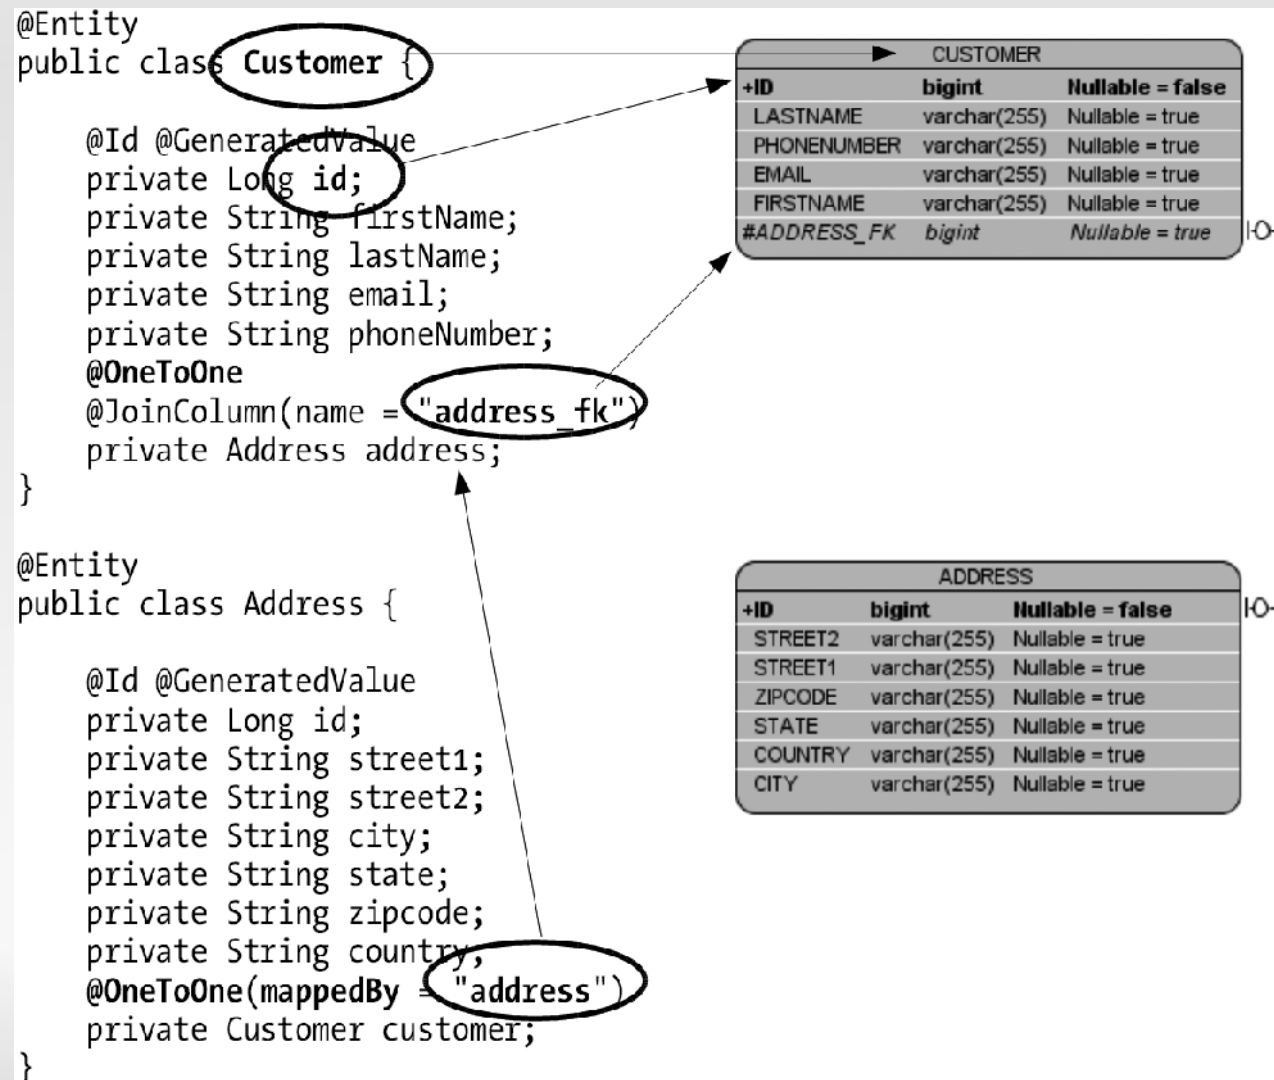 @Entity
public class Customer {
@Id @GeneratedValue
private Long id;
private String firstName;
private String lastName;
private String email;
private String phoneNumber;
@OneToOne
@JoinColumn(name = "address_fk")
private Address address;
}
@Entity
public class Address {
@Id @GeneratedValue
private Long id;
private String street1;
private String street2;
private String city;
private String state;
private String zipcode;
private String country;
@OneToOne(mappedBy = "address")
private Customer customer;
}
CUSTOMER
+ID bigint Nullable = false
LASTNAME varchar(255) Nullable = true
PHONENUMBER varchar(255) Nullable = true
EMAIL varchar(255) Nullable = true
FIRSTNAME varchar(255) Nullable = true
#ADDRESS_FK bigint Nullable = true
ADDRESS
+ID bigint Nullable = false
STREET2 varchar(255) Nullable = true
STREET1 varchar(255) Nullable = true
ZIPCODE varchar(255) Nullable = true
STATE varchar(255) Nullable = true
COUNTRY varchar(255) Nullable = true
CITY varchar(255) Nullable = true